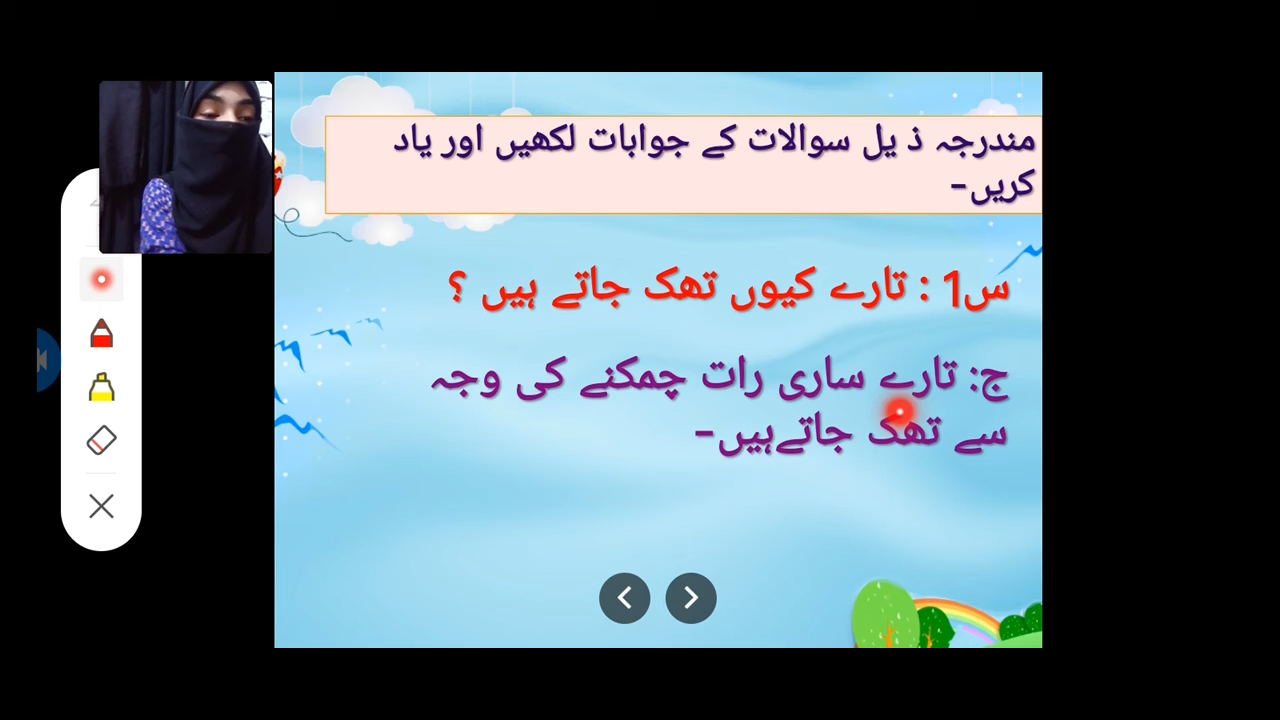 مندرجہ ذ یل سوالات کے جوابات لکھیں اور یاد
کریں-
س1 : تارے کیوں تھک جاتے ہیں ؟
ج: تارے ساری رات چمکنے کی وجہ
سے تھک جاتےہیں-